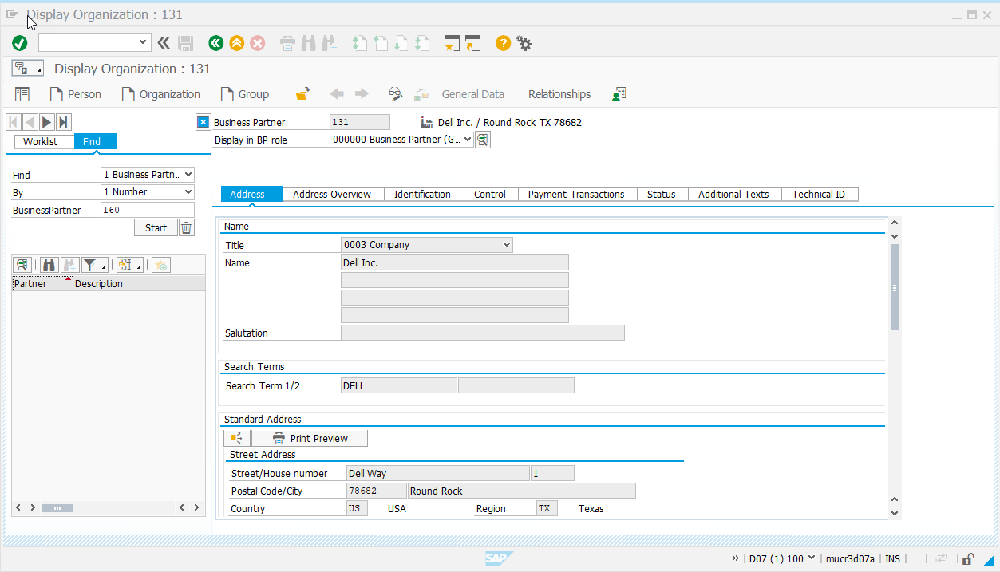 Display Organization : 131
Display Organization : 131
Person Organization Group General Data Relationships
Business Partner 131 Dell Inc. / Round Rock TX 78682
Worklist Find Display in BP role 000000 Business Partner (G...
Find 1 Business Partn...
By 1 Number
BusinessPartner 160
Start
Partner Description
Address Address Overview Identification Control Payment Transactions Status Additional Texts Technical ID
Name
Title 0003 Company
Name Dell Inc.
Salutation
Search Terms
Search Term 1/2 DELL
Standard Address
Print Preview
Street Address
Street/House number Dell Way 1
Postal Code/City 78682 Round Rock
Country US USA Region TX Texas
SAP
D07 (1) 100 mucr3d07a INS